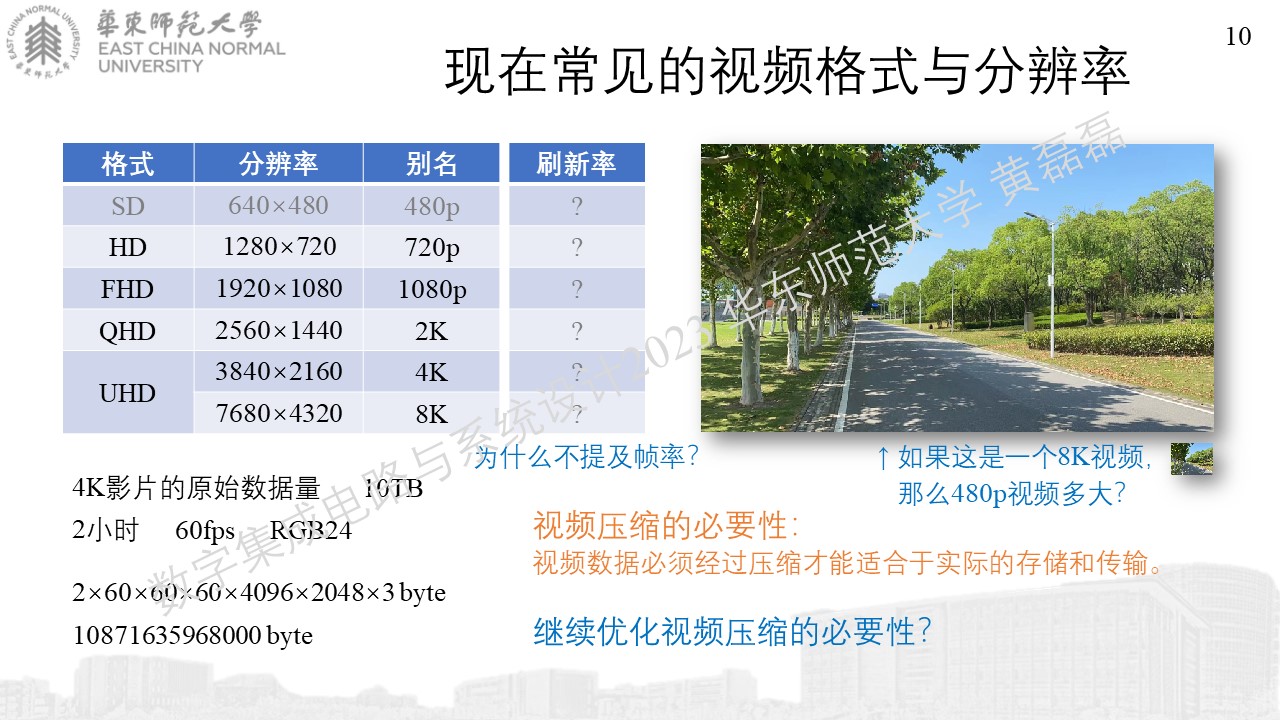 華東師範大學
EAST CHINA NORMAL
UNIVERSITY
EAST CHINA NORMAL UNIVERSITY
華東師範大學
10
现在常见的视频格式与分辨率
格式 分辨率 别名 刷新率
SD 640×480 480p ?
HD 1280×720 720p ?
FHD 1920×1080 1080p ?
QHD 2560×1440 2K ?
UHD 3840×2160 4K ?
7680×4320 8K ?
为什么不提及帧率?
↑如果这是一个8K视频,
那么480p视频多大?
4K影片的原始数据量 10TB
2小时 60fps RGB24
2×60×60×60×4096×2048×3 byte
10871635968000 byte
视频压缩的必要性:
视频数据必须经过压缩才能适合于实际的存储和传输。
继续优化视频压缩的必要性?
数字集成电路与系统设计2023 华东师范大学 黄磊磊